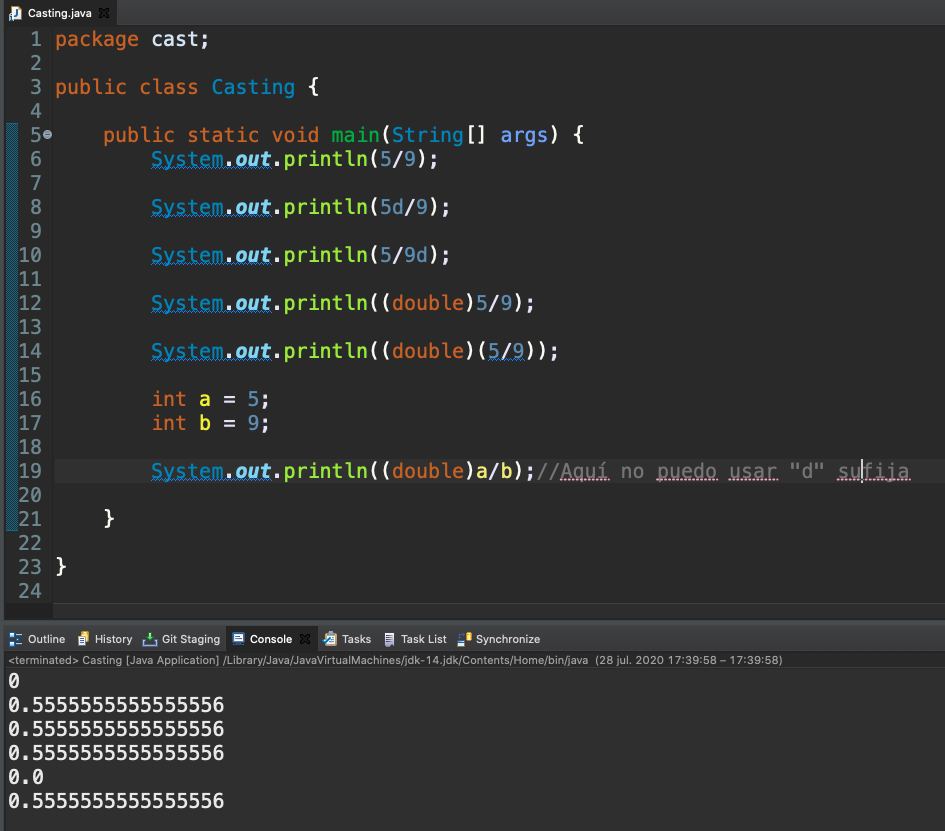 Casting.java
1 package cast;
2
3 public class Casting {
4
5 public static void main(String[] args) {
6 System.out.println(5/9);
7
8 System.out.println(5d/9);
9
10 System.out.println(5/9d);
11
12 System.out.println((double)5/9);
13
14 System.out.println((double)(5/9));
15
16 int a = 5;
17 int b = 9;
18
19 System.out.println((double)a/b);//Aquí no puedo usar "d" sufija
20
21 }
22
23 }
24
Outline History Git Staging Console Tasks Task List Synchronize
<terminated> Casting [Java Application] /Library/Java/JavaVirtualMachines/jdk-14.jdk/Contents/Home/bin/java (28 jul. 2020 17:39:58 – 17:39:58)
0
0.5555555555555556
0.5555555555555556
0.5555555555555556
0.0
0.5555555555555556